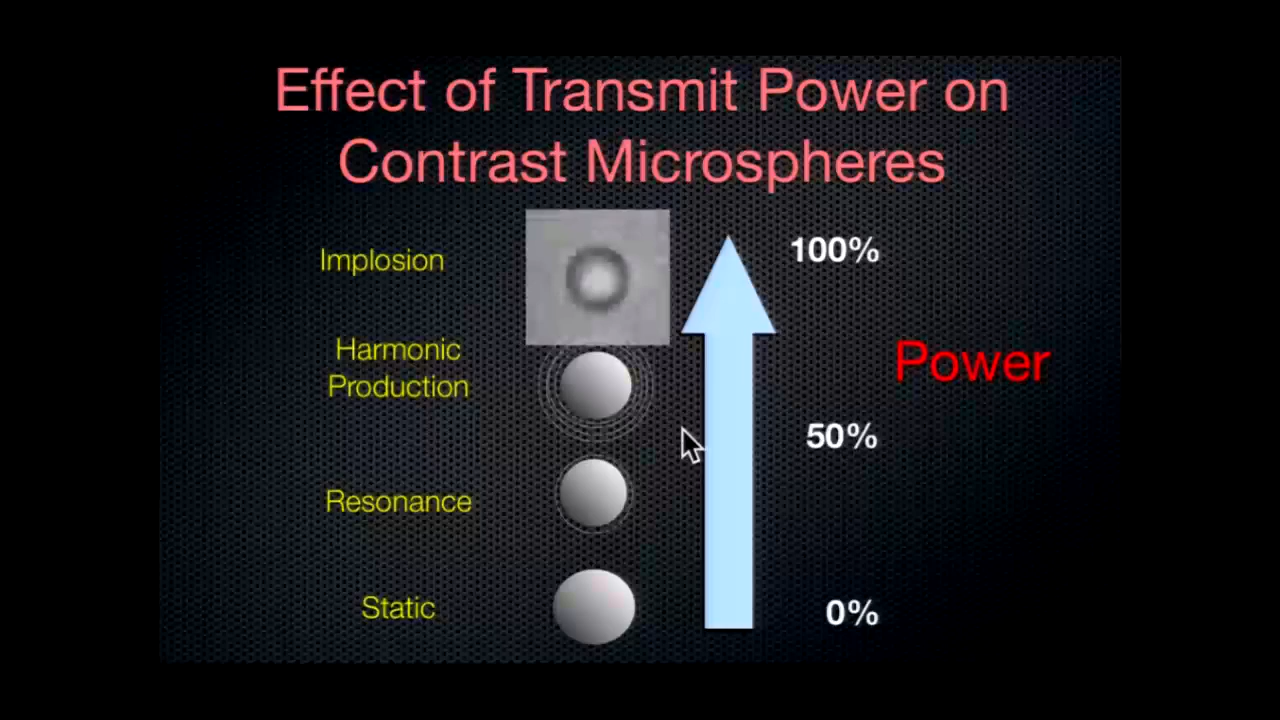 Effect of Transmit Power on
Contrast Microspheres
Implosion
100%
Harmonic
Production
Power
50%
Resonance
Static
0%